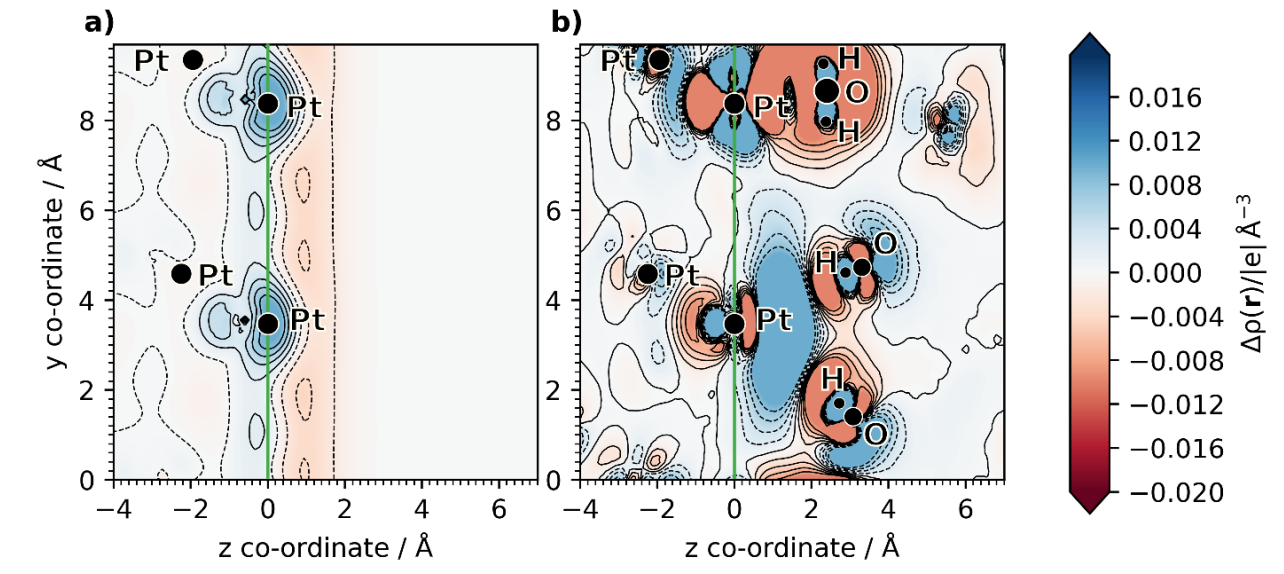 a)
Pt
Pt
Pt
Pt
8
6
4
2
0
−4
−2
0
2
4
6
y co-ordinate / Å
z co-ordinate / Å
b)
Pt
Pt
H
O
H
Pt
Pt
H
O
H
O
8
6
4
2
0
−4
−2
0
2
4
6
z co-ordinate / Å
0.016
0.012
0.008
0.004
0.000
−0.004
−0.008
−0.012
−0.016
−0.020
Δρ(r)/|e| Å⁻³